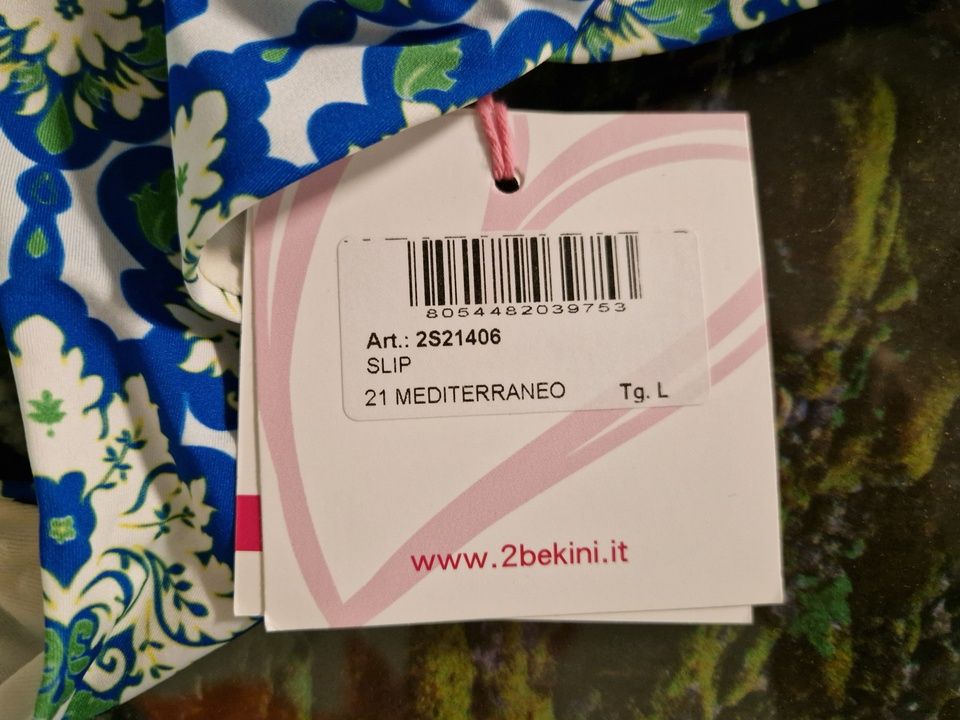 8054482039753
Art.: 2S21406
SLIP
21 MEDITERRANEO Tg. L
www.2bekini.it